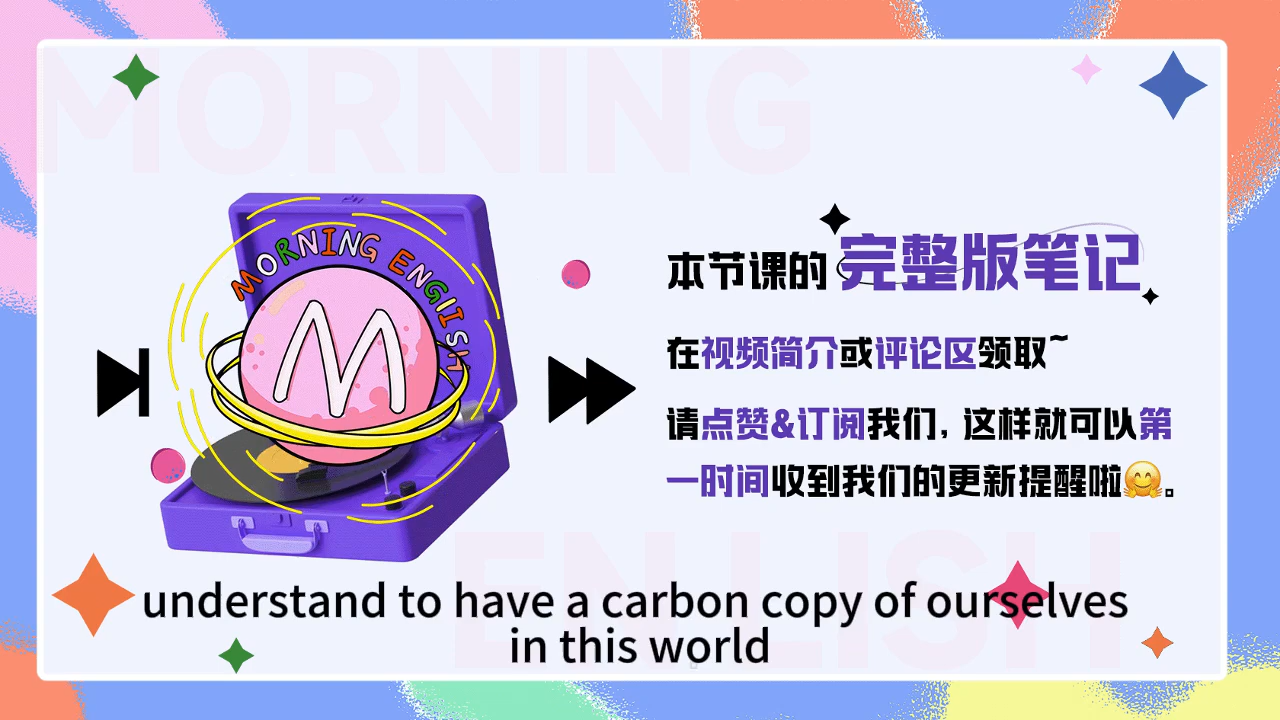 MORNING
MORNING ENGIISH
M
本节课的 完整版笔记
在视频简介或评论区领取~
请点赞&订阅我们, 这样就可以第
一时间收到我们的更新提醒啦🤗。
ENLISH
understand to have a carbon copy of ourselves
in this world